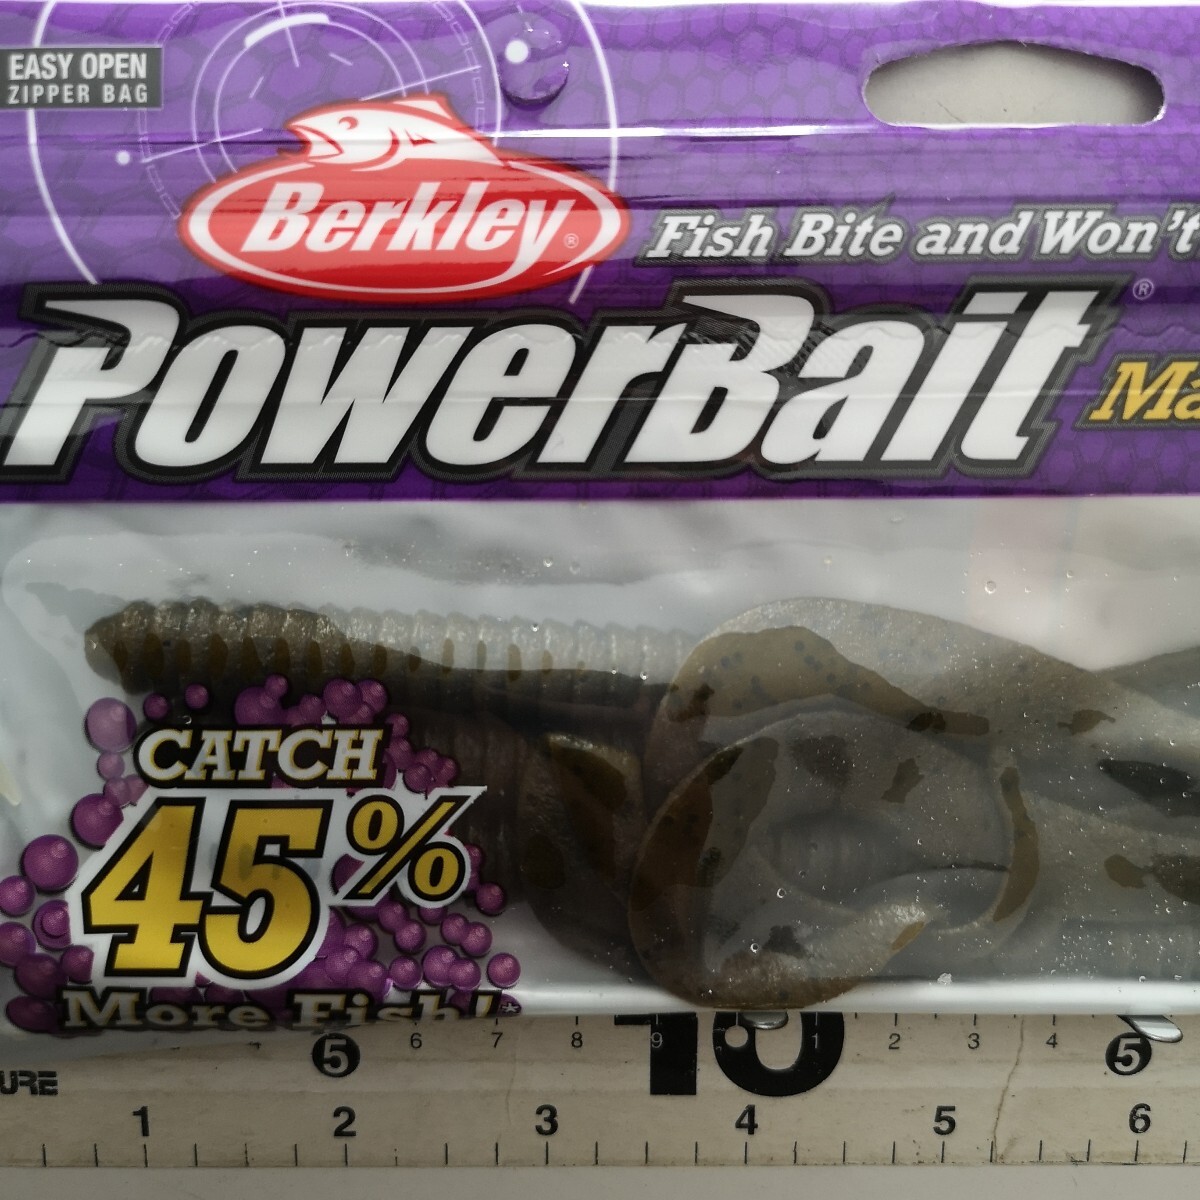 EASY OPEN
ZIPPER BAG
Berkley®
Fish Bite and Won't
PowerBait®
CATCH
45%
More Fish!*
5 6 7 8 9 10 1 2 3 4 5
1 2 3 4 5 6